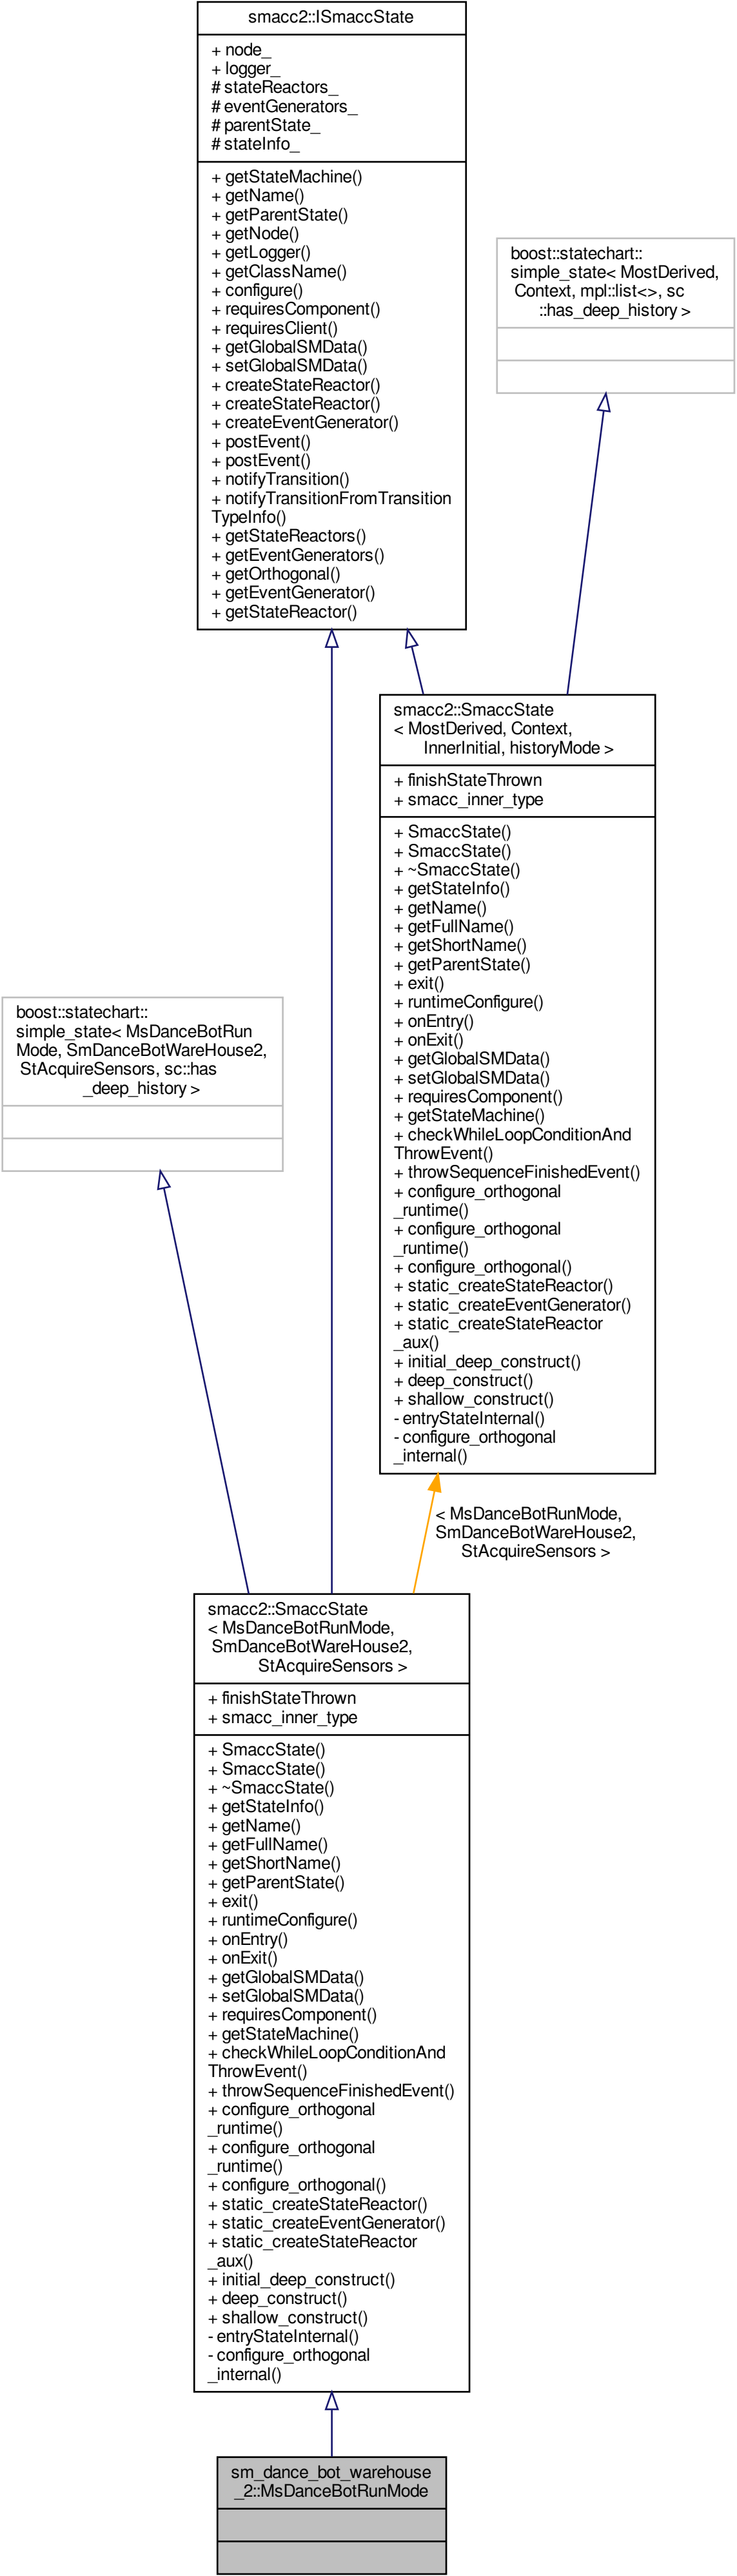 smacc2::ISmaccState
+ node_
+ logger_
# stateReactors_
# eventGenerators_
# parentState_
# stateInfo_
+ getStateMachine()
+ getName()
+ getParentState()
+ getNode()
+ getLogger()
+ getClassName()
+ configure()
+ requiresComponent()
+ requiresClient()
+ getGlobalSMData()
+ setGlobalSMData()
+ createStateReactor()
+ createStateReactor()
+ createEventGenerator()
+ postEvent()
+ postEvent()
+ notifyTransition()
+ notifyTransitionFromTransition
TypeInfo()
+ getStateReactors()
+ getEventGenerators()
+ getOrthogonal()
+ getEventGenerator()
+ getStateReactor()
boost::statechart::
simple_state< MostDerived,
Context, mpl::list<>, sc
::has_deep_history >
smacc2::SmaccState
< MostDerived, Context,
InnerInitial, historyMode >
+ finishStateThrown
+ smacc_inner_type
+ SmaccState()
+ SmaccState()
+ ~SmaccState()
+ getStateInfo()
+ getName()
+ getFullName()
+ getShortName()
+ getParentState()
+ exit()
+ runtimeConfigure()
+ onEntry()
+ onExit()
+ getGlobalSMData()
+ setGlobalSMData()
+ requiresComponent()
+ getStateMachine()
+ checkWhileLoopConditionAnd
ThrowEvent()
+ throwSequenceFinishedEvent()
+ configure_orthogonal
_runtime()
+ configure_orthogonal
_runtime()
+ configure_orthogonal()
+ static_createStateReactor()
+ static_createEventGenerator()
+ static_createStateReactor
_aux()
+ initial_deep_construct()
+ deep_construct()
+ shallow_construct()
- entryStateInternal()
- configure_orthogonal
_internal()
boost::statechart::
simple_state< MsDanceBotRun
Mode, SmDanceBotWareHouse2,
StAcquireSensors, sc::has
_deep_history >
< MsDanceBotRunMode,
SmDanceBotWareHouse2,
StAcquireSensors >
smacc2::SmaccState
< MsDanceBotRunMode,
SmDanceBotWareHouse2,
StAcquireSensors >
+ finishStateThrown
+ smacc_inner_type
+ SmaccState()
+ SmaccState()
+ ~SmaccState()
+ getStateInfo()
+ getName()
+ getFullName()
+ getShortName()
+ getParentState()
+ exit()
+ runtimeConfigure()
+ onEntry()
+ onExit()
+ getGlobalSMData()
+ setGlobalSMData()
+ requiresComponent()
+ getStateMachine()
+ checkWhileLoopConditionAnd
ThrowEvent()
+ throwSequenceFinishedEvent()
+ configure_orthogonal
_runtime()
+ configure_orthogonal
_runtime()
+ configure_orthogonal()
+ static_createStateReactor()
+ static_createEventGenerator()
+ static_createStateReactor
_aux()
+ initial_deep_construct()
+ deep_construct()
+ shallow_construct()
- entryStateInternal()
- configure_orthogonal
_internal()
sm_dance_bot_warehouse
_2::MsDanceBotRunMode